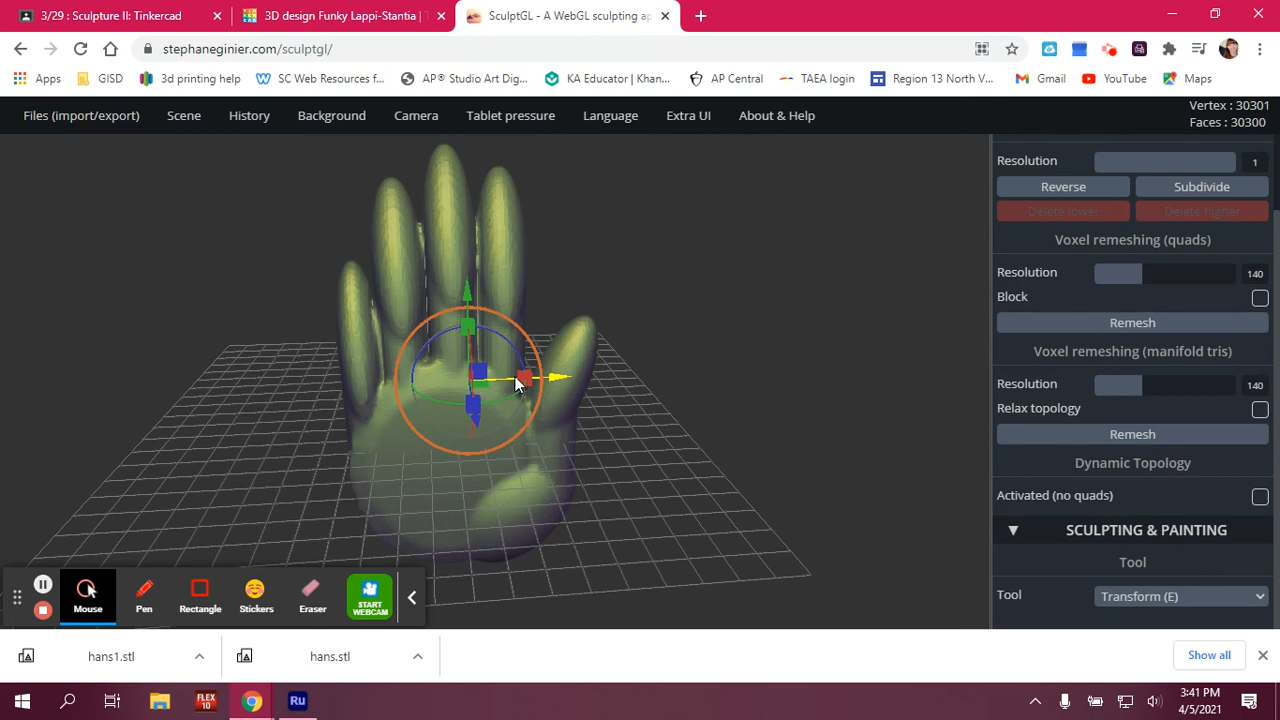 3/29 : Sculpture II: Tinkercad
3D design Funky Lappi-Stantia |
SculptGL - A WebGL sculpting ap
stephaneginier.com/sculptgl/
Apps
GISD
3d printing help
SC Web Resources f...
AP® Studio Art Dig...
KA Educator | Khan...
AP Central
TAEA login
Region 13 North V...
Gmail
YouTube
Maps
Files (import/export)
Scene
History
Background
Camera
Tablet pressure
Language
Extra UI
About & Help
Vertex : 30301
Faces : 30300
Resolution
1
Reverse
Subdivide
Delete lower
Delete higher
Voxel remeshing (quads)
Resolution
140
Block
Remesh
Voxel remeshing (manifold tris)
Resolution
140
Relax topology
Remesh
Dynamic Topology
Activated (no quads)
SCULPTING & PAINTING
Tool
Tool
Transform (E)
Mouse
Pen
Rectangle
Stickers
Eraser
START
WEBCAM
hans1.stl
hans.stl
Show all
FLEX
10
Ru
3:41 PM
4/5/2021